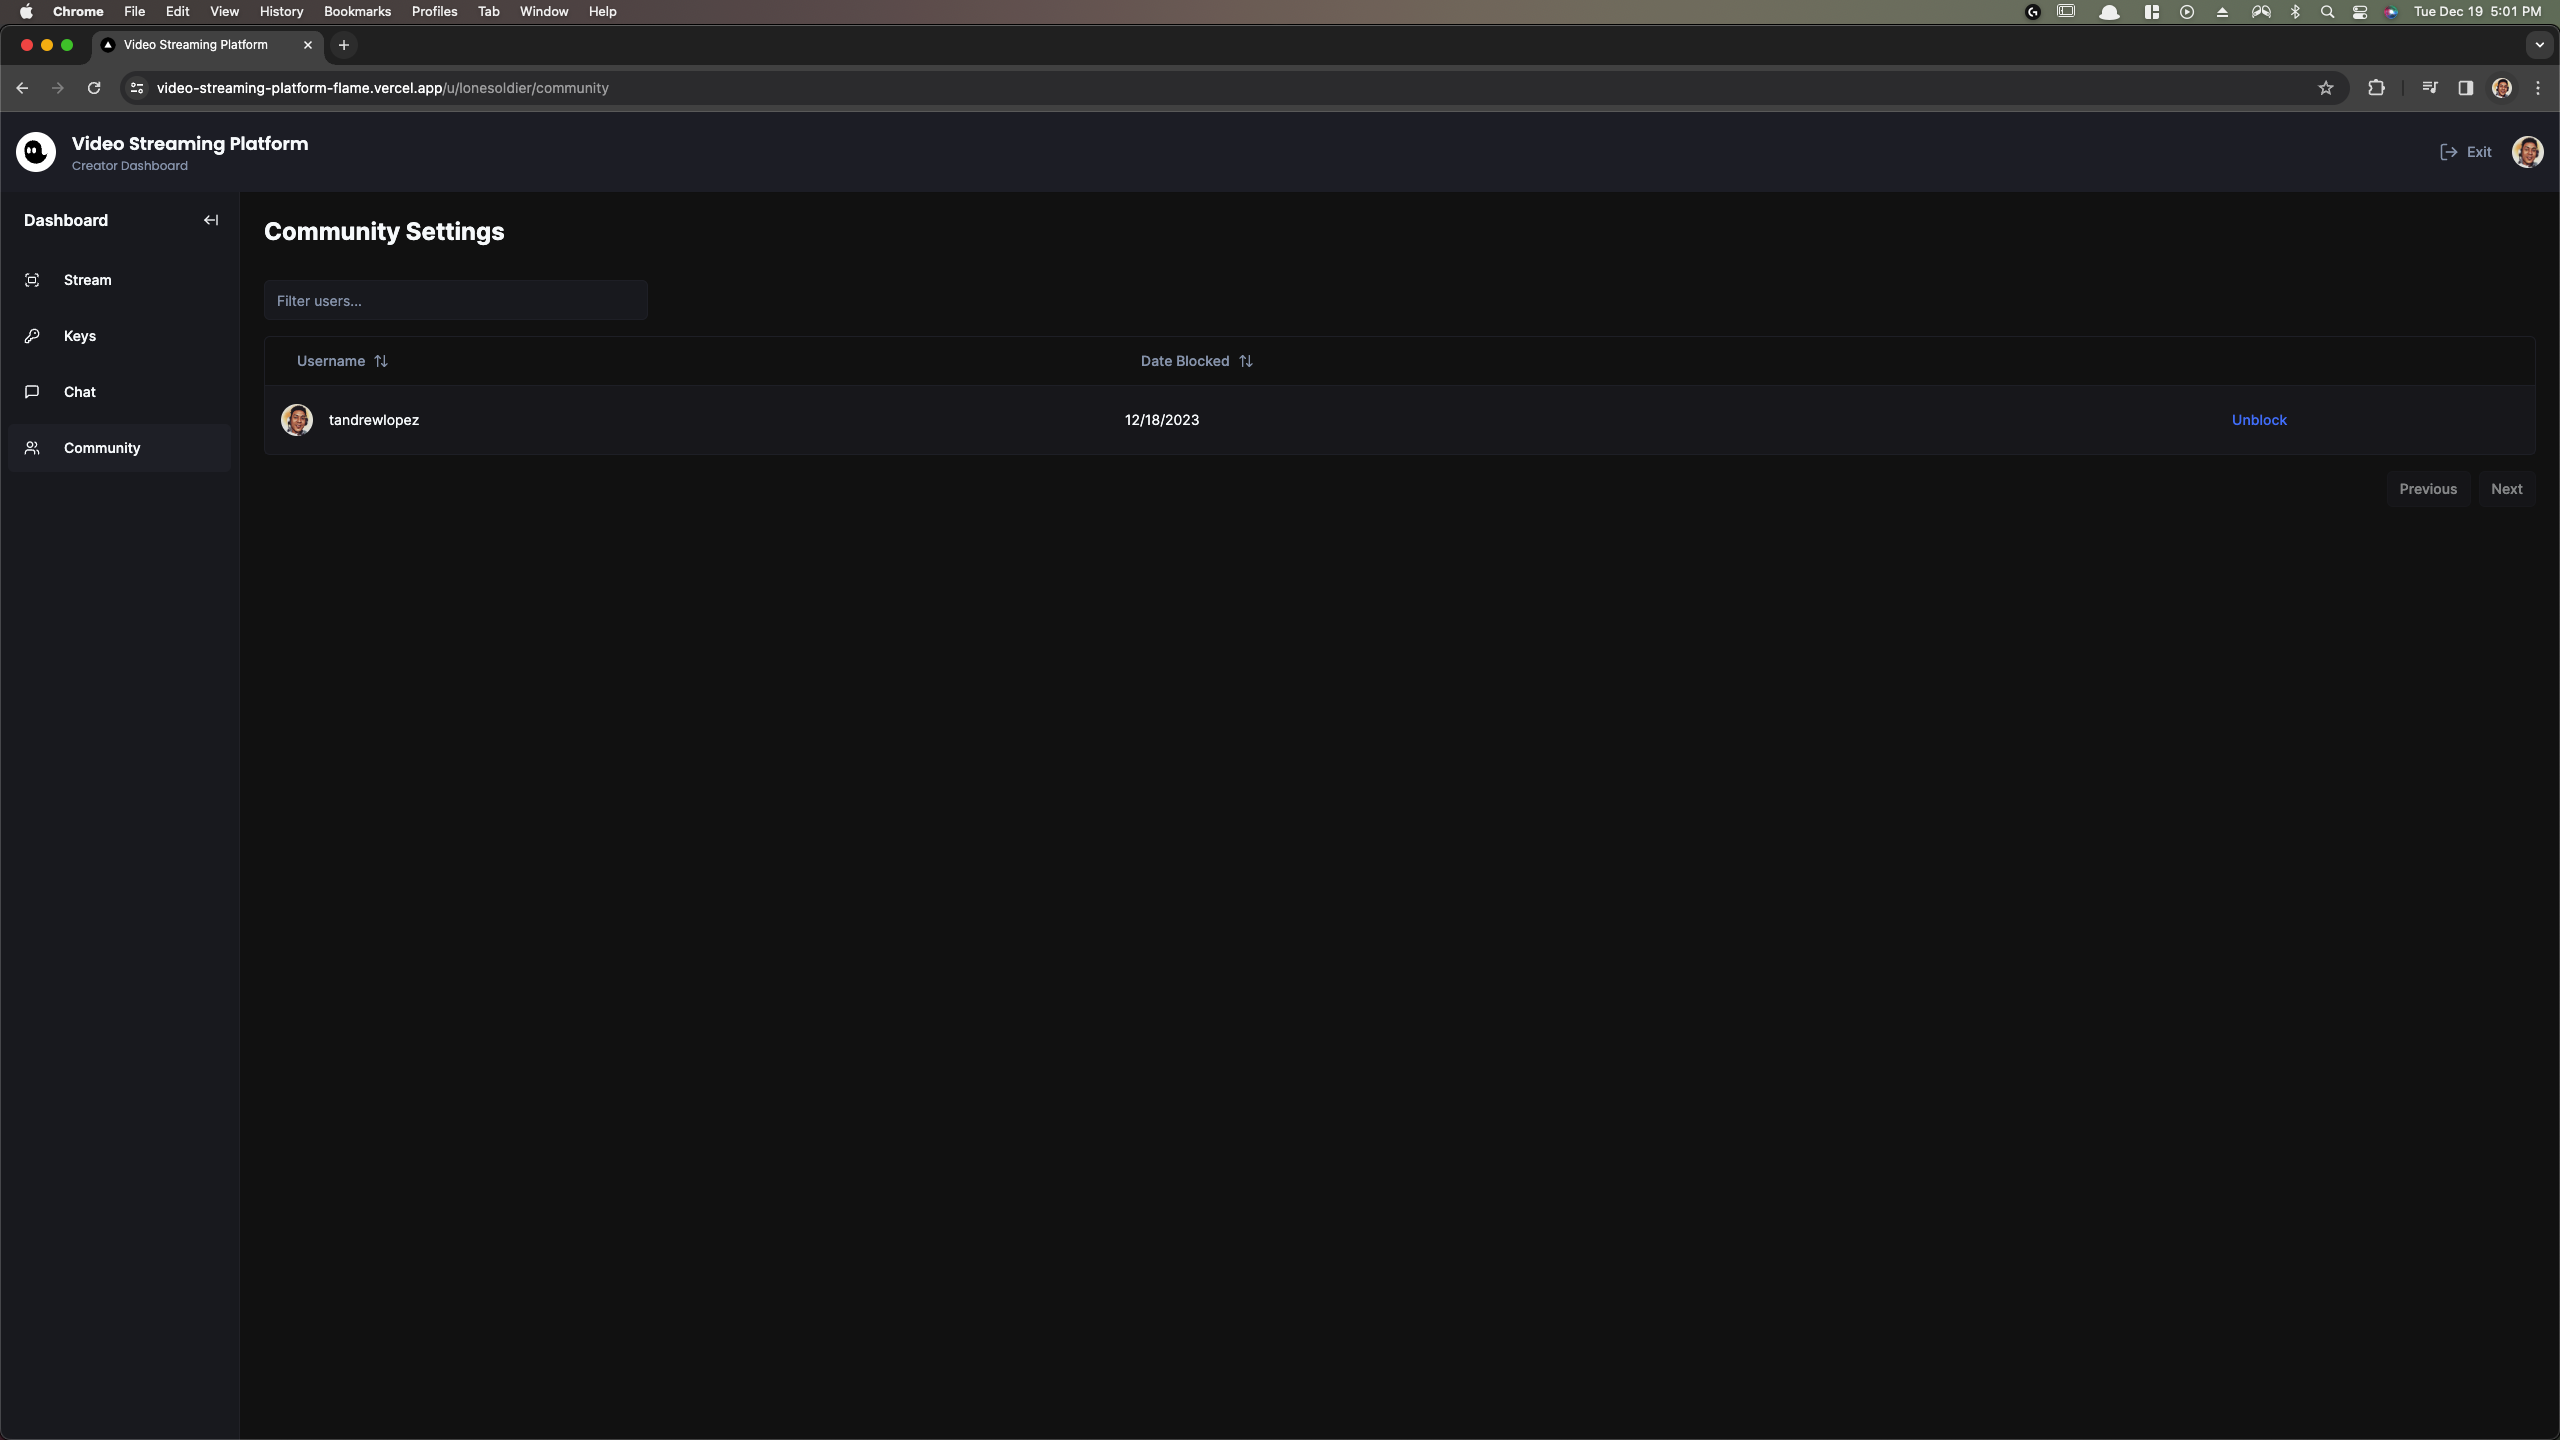 Chrome File Edit View History Bookmarks Profiles Tab Window Help Tue Dec 19 5:01 PM
Video Streaming Platform
video-streaming-platform-flame.vercel.app/u/lonesoldier/community
Video Streaming Platform
Creator Dashboard
Exit
Dashboard
Stream
Keys
Chat
Community
Community Settings
Filter users...
Username Date Blocked
tandrewlopez 12/18/2023 Unblock
Previous Next